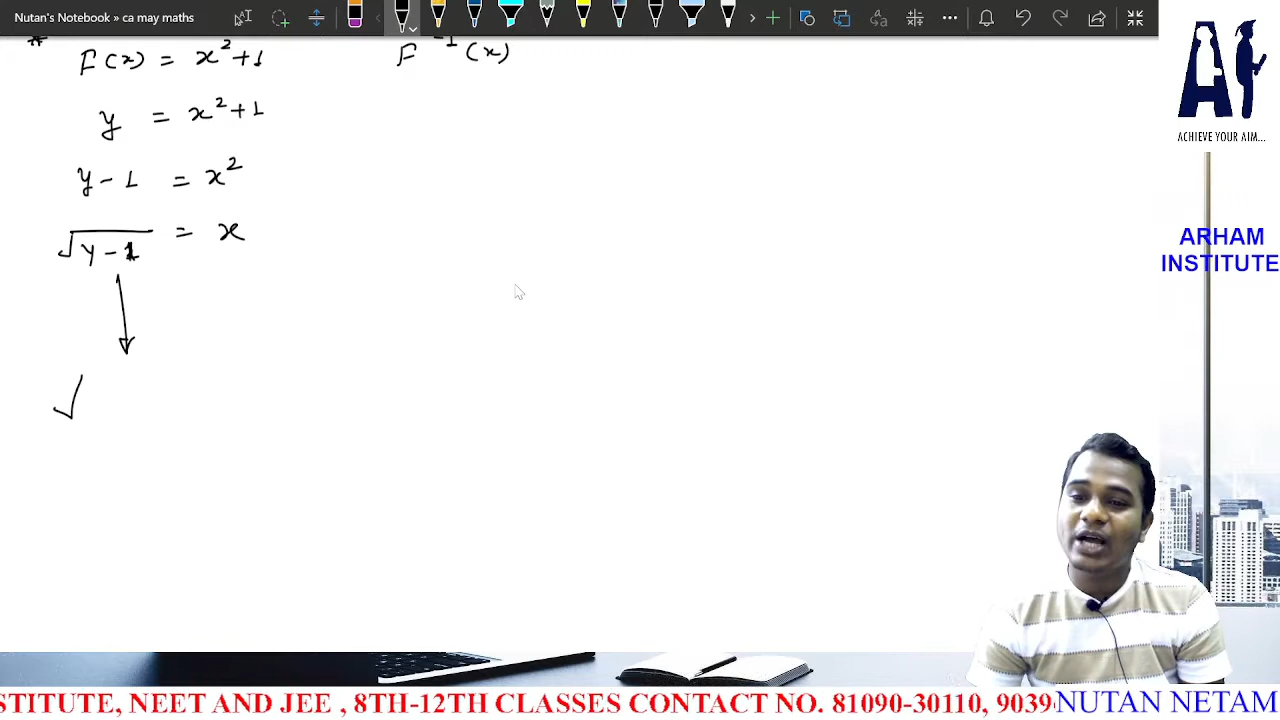 Nutan's Notebook » ca may maths
* F(x) = x²+1
F⁻¹(x)
y = x²+1
y-1 = x²
√y-1 = x
√
ACHIEVE YOUR AIM...
ARHAM
INSTITUTE
STITUTE, NEET AND JEE , 8TH-12TH CLASSES CONTACT NO. 81090-30110, 9039
NUTAN NETAM